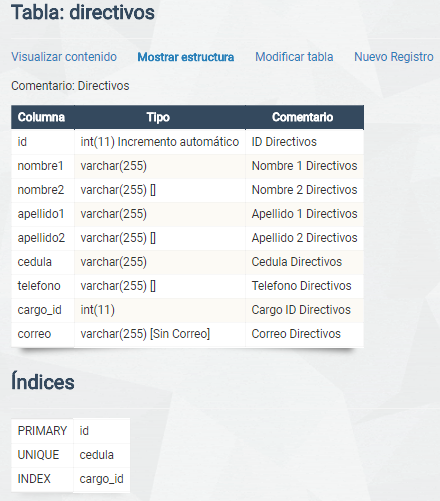 Tabla: directivos
Visualizar contenido Mostrar estructura Modificar tabla Nuevo Registro
Comentario: Directivos
Columna Tipo Comentario
id int(11) Incremento automático ID Directivos
nombre1 varchar(255) Nombre 1 Directivos
nombre2 varchar(255) [] Nombre 2 Directivos
apellido1 varchar(255) Apellido 1 Directivos
apellido2 varchar(255) [] Apellido 2 Directivos
cedula varchar(255) Cedula Directivos
telefono varchar(255) [] Telefono Directivos
cargo_id int(11) Cargo ID Directivos
correo varchar(255) [Sin Correo] Correo Directivos
Índices
PRIMARY id
UNIQUE cedula
INDEX cargo_id